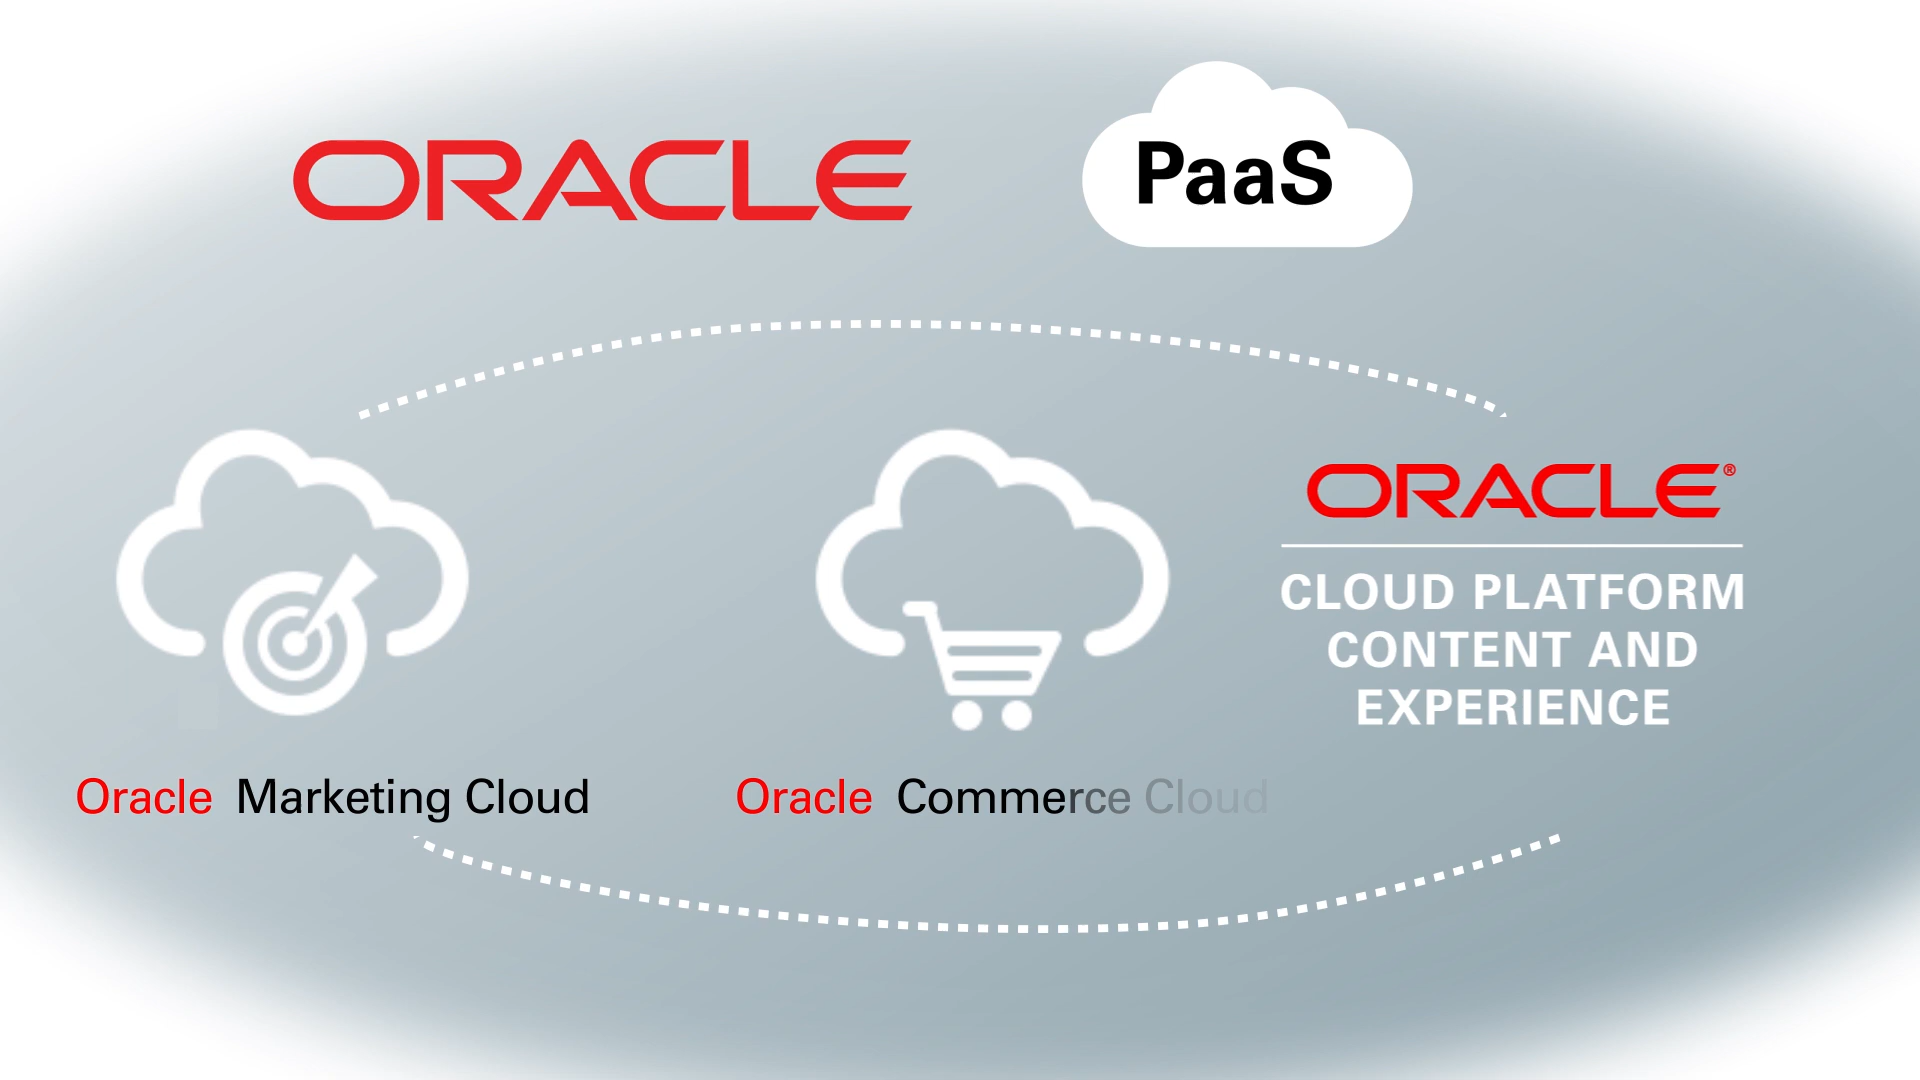 ORACLE
PaaS
ORACLE®
CLOUD PLATFORM
CONTENT AND
EXPERIENCE
Oracle Marketing Cloud
Oracle Commerce Cloud